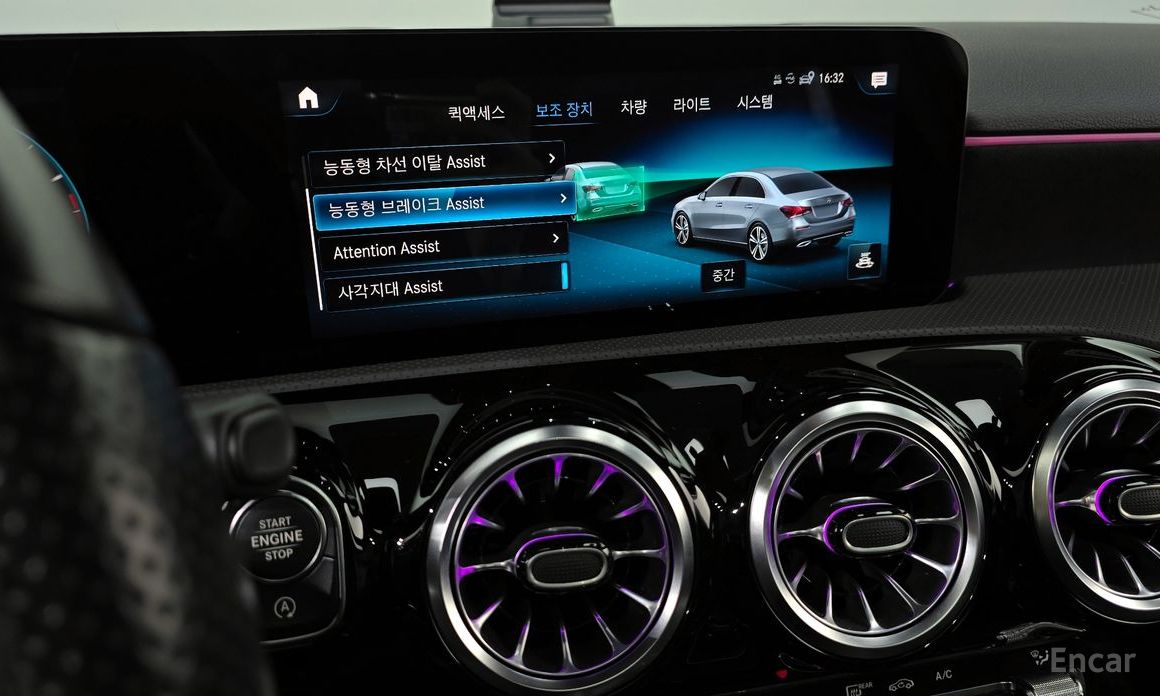 4G
16:32
퀵액세스 보조 장치 차량 라이트 시스템
능동형 차선 이탈 Assist
능동형 브레이크 Assist
Attention Assist
사각지대 Assist
중간
START
ENGINE
STOP
A
REAR
A/C
Encar